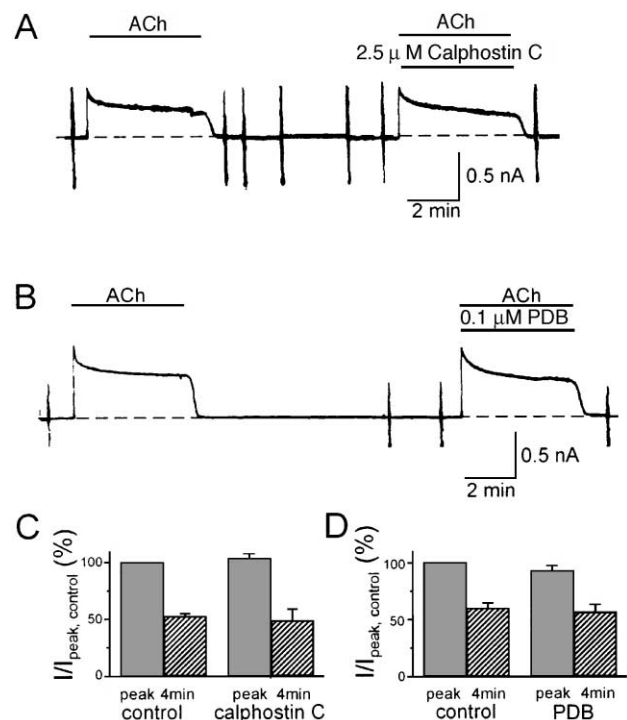 A
ACh
ACh
2.5 μ M Calphostin C
0.5 nA
2 min
B
ACh
ACh
0.1 μM PDB
0.5 nA
2 min
C
D
I/I peak, control (%)
100
50
0
peak 4min peak 4min
control calphostin C
I/I peak, control (%)
100
50
0
peak 4min peak 4min
control PDB